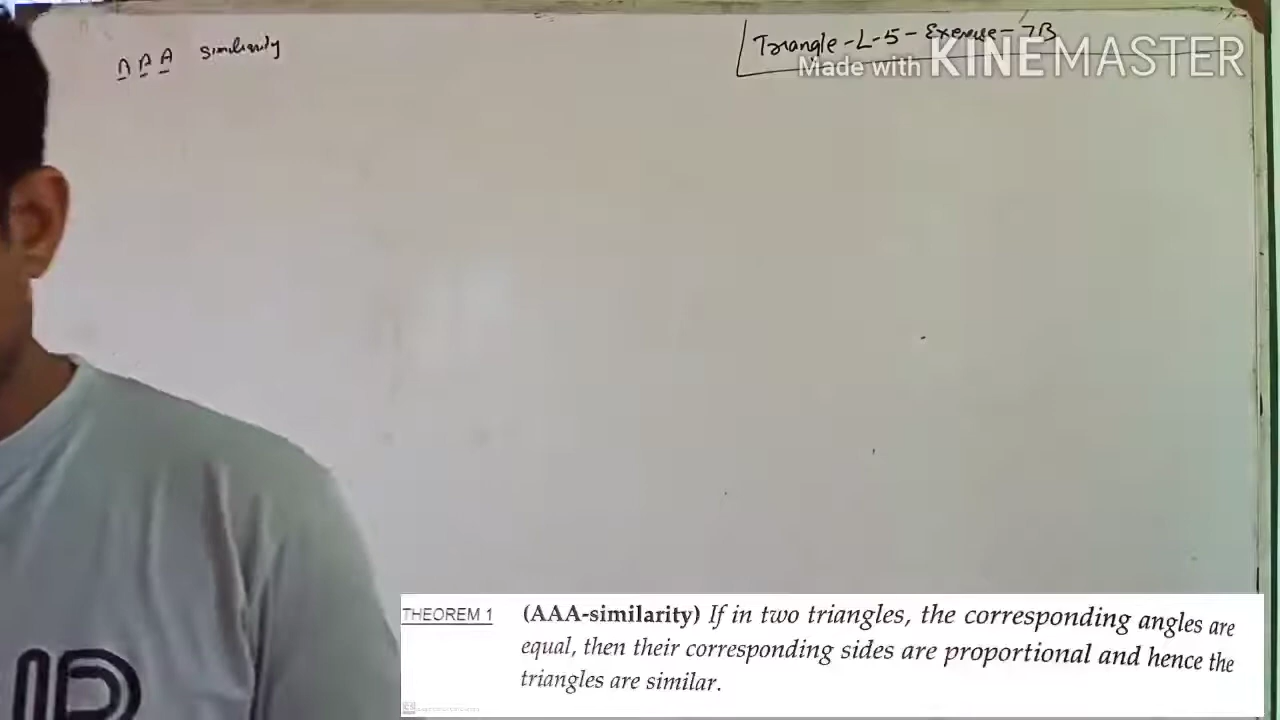 AAA Similarity
Triangle-L-5-Exercise-7B
Made with KINEMASTER
THEOREM 1 (AAA-similarity) If in two triangles, the corresponding angles are
equal, then their corresponding sides are proportional and hence the
triangles are similar.